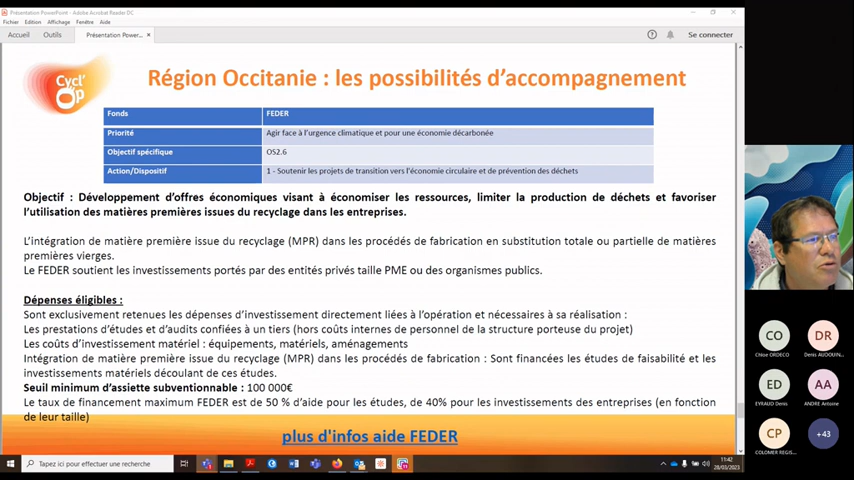 Présentation PowerPoint - Adobe Acrobat Reader DC
Fichier Edition Affichage Fenêtre Aide
Accueil Outils Présentation Power... × Se connecter
Cycl'Op
Région Occitanie : les possibilités d'accompagnement
Fonds FEDER
Priorité Agir face à l'urgence climatique et pour une économie décarbonée
Objectif spécifique OS2.6
Action/Dispositif 1 - Soutenir les projets de transition vers l'économie circulaire et de prévention des déchets
Objectif : Développement d'offres économiques visant à économiser les ressources, limiter la production de déchets et favoriser
l'utilisation des matières premières issues du recyclage dans les entreprises.
L'intégration de matière première issue du recyclage (MPR) dans les procédés de fabrication en substitution totale ou partielle de matières
premières vierges.
Le FEDER soutient les investissements portés par des entités privés taille PME ou des organismes publics.
Dépenses éligibles :
Sont exclusivement retenues les dépenses d'investissement directement liées à l'opération et nécessaires à sa réalisation :
Les prestations d'études et d'audits confiées à un tiers (hors coûts internes de personnel de la structure porteuse du projet)
Les coûts d'investissement matériel : équipements, matériels, aménagements
Intégration de matière première issue du recyclage (MPR) dans les procédés de fabrication : Sont financées les études de faisabilité et les
investissements matériels découlant de ces études.
Seuil minimum d'assiette subventionnable : 100 000€
Le taux de financement maximum FEDER est de 50 % d'aide pour les études, de 40% pour les investissements des entreprises (en fonction
de leur taille)
plus d'infos aide FEDER
CO DR
Chloe ORDECO Denis AUDOUIN...
ED AA
EYRAUD Denis ANDRE Antoine
CP +43
COLOMER REGIS...
Tapez ici pour effectuer une recherche
11:42
28/03/2023